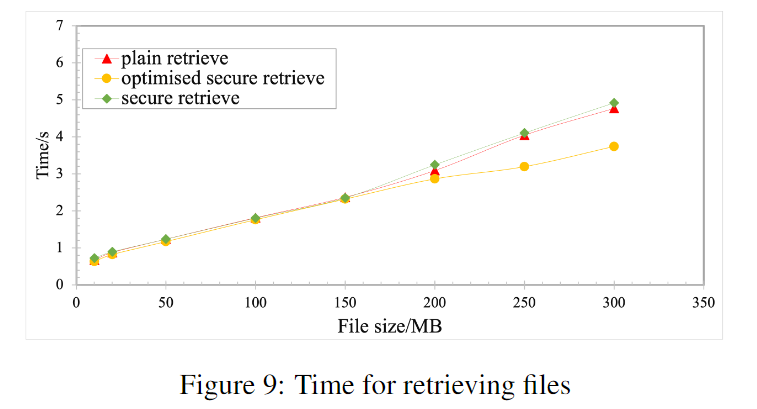 7
6
5
4
3
2
1
0
Time/s
plain retrieve
optimised secure retrieve
secure retrieve
0 50 100 150 200 250 300 350
File size/MB
Figure 9: Time for retrieving files